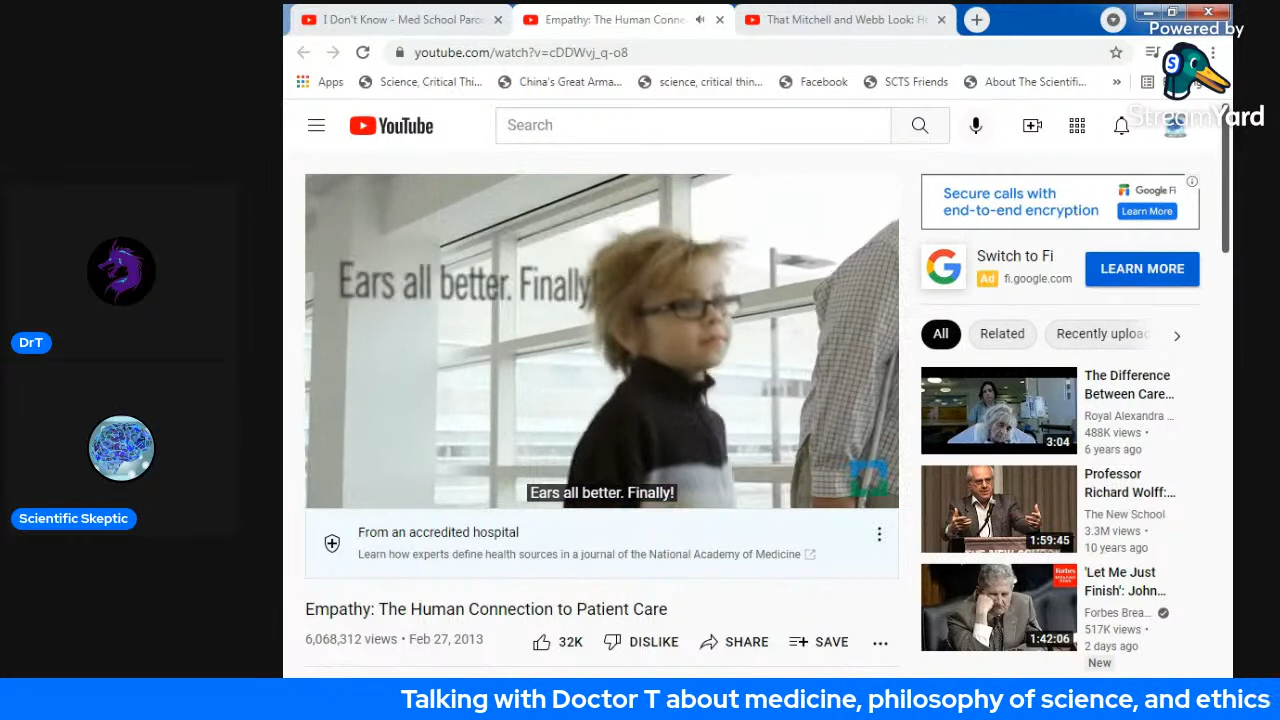 I Don't Know - Med School Paro
Empathy: The Human Conne
That Mitchell and Webb Look: H
Powered by
StreamYard
youtube.com/watch?v=cDDWvj_q-o8
Apps
Science, Critical Thi...
China's Great Arma...
science, critical thin...
Facebook
SCTS Friends
About The Scientifi...
»
YouTube
Search
Secure calls with
end-to-end encryption
Google Fi
Learn More
Switch to Fi
Ad fi.google.com
LEARN MORE
All
Related
Recently uploa
Ears all better. Finally!
Ears all better. Finally!
From an accredited hospital
Learn how experts define health sources in a journal of the National Academy of Medicine
Empathy: The Human Connection to Patient Care
6,068,312 views • Feb 27, 2013
32K
DISLIKE
SHARE
SAVE
The Difference
Between Care...
Royal Alexandra ...
488K views •
6 years ago
3:04
Professor
Richard Wolff:...
The New School
3.3M views •
10 years ago
1:59:45
'Let Me Just
Finish': John...
Forbes Brea...
517K views •
2 days ago
New
1:42:06
DrT
Scientific Skeptic
Talking with Doctor T about medicine, philosophy of science, and ethics